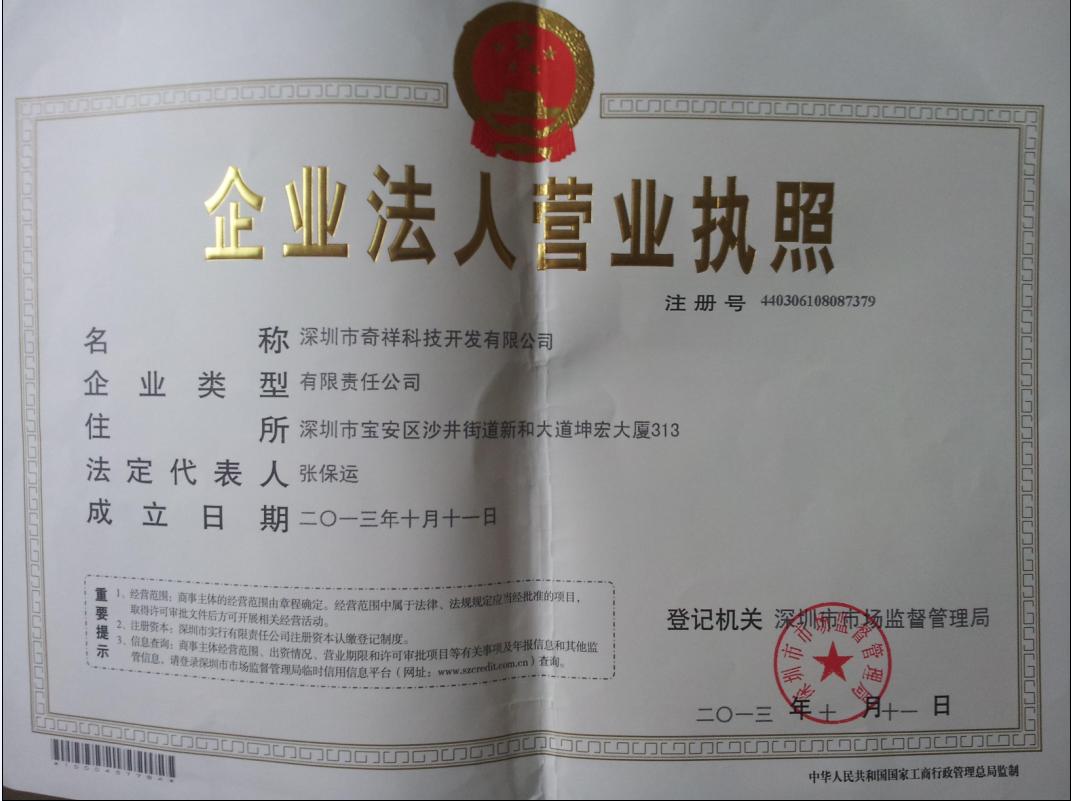 企业法人营业执照
注册号 440306108087379
名称 深圳市奇祥科技开发有限公司
企业类型 有限责任公司
住所 深圳市宝安区沙井街道新和大道坤宏大厦313
法定代表人 张保运
成立日期 二〇一三年十月十一日
重要提示
1、经营范围：商事主体的经营范围由章程确定。经营范围中属于法律、法规规定应当经批准的项目，
取得许可审批文件后方可开展相关经营活动。
2、注册资本：深圳市实行有限责任公司注册资本认缴登记制度。
3、信息查询：商事主体经营范围、出资情况、营业期限和许可审批项目等有关事项及年报信息和其他监
管信息，请登录深圳市市场监督管理局临时信用信息平台（网址：www.szcredit.com.cn）查询。
登记机关 深圳市市场监督管理局
深圳市市场监督管理局
二〇一三年十月十一日
中华人民共和国国家工商行政管理总局监制